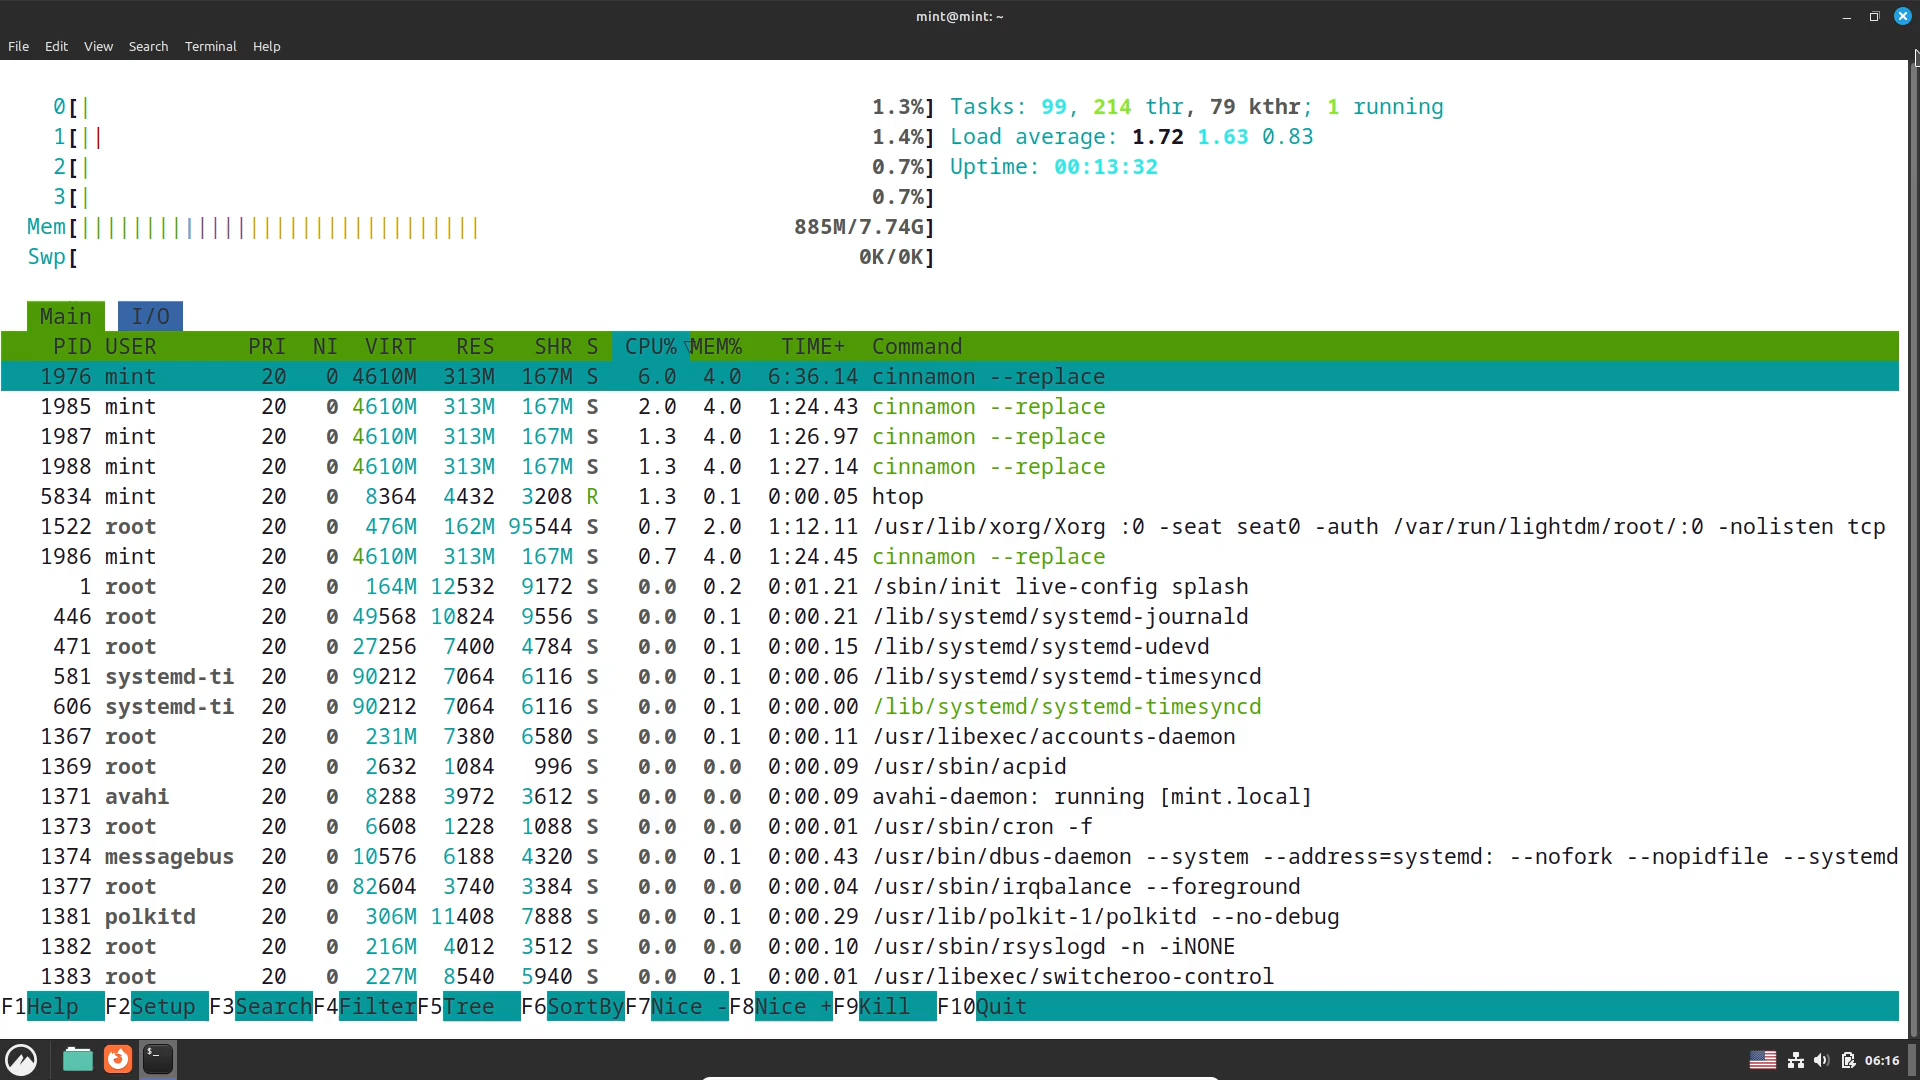 mint@mint: ~
File Edit View Search Terminal Help
0[| 1.3%] Tasks: 99, 214 thr, 79 kthr; 1 running
1[|| 1.4%] Load average: 1.72 1.63 0.83
2[| 0.7%] Uptime: 00:13:32
3[| 0.7%]
Mem[||||||||||||||||||||||||||||||| 885M/7.74G]
Swp[ 0K/0K]
Main I/O
PID USER PRI NI VIRT RES SHR S CPU%▽MEM% TIME+ Command
1976 mint 20 0 4610M 313M 167M S 6.0 4.0 6:36.14 cinnamon --replace
1985 mint 20 0 4610M 313M 167M S 2.0 4.0 1:24.43 cinnamon --replace
1987 mint 20 0 4610M 313M 167M S 1.3 4.0 1:26.97 cinnamon --replace
1988 mint 20 0 4610M 313M 167M S 1.3 4.0 1:27.14 cinnamon --replace
5834 mint 20 0 8364 4432 3208 R 1.3 0.1 0:00.05 htop
1522 root 20 0 476M 162M 95544 S 0.7 2.0 1:12.11 /usr/lib/xorg/Xorg :0 -seat seat0 -auth /var/run/lightdm/root/:0 -nolisten tcp
1986 mint 20 0 4610M 313M 167M S 0.7 4.0 1:24.45 cinnamon --replace
1 root 20 0 164M 12532 9172 S 0.0 0.2 0:01.21 /sbin/init live-config splash
446 root 20 0 49568 10824 9556 S 0.0 0.1 0:00.21 /lib/systemd/systemd-journald
471 root 20 0 27256 7400 4784 S 0.0 0.1 0:00.15 /lib/systemd/systemd-udevd
581 systemd-ti 20 0 90212 7064 6116 S 0.0 0.1 0:00.06 /lib/systemd/systemd-timesyncd
606 systemd-ti 20 0 90212 7064 6116 S 0.0 0.1 0:00.00 /lib/systemd/systemd-timesyncd
1367 root 20 0 231M 7380 6580 S 0.0 0.1 0:00.11 /usr/libexec/accounts-daemon
1369 root 20 0 2632 1084 996 S 0.0 0.0 0:00.09 /usr/sbin/acpid
1371 avahi 20 0 8288 3972 3612 S 0.0 0.0 0:00.09 avahi-daemon: running [mint.local]
1373 root 20 0 6608 1228 1088 S 0.0 0.0 0:00.01 /usr/sbin/cron -f
1374 messagebus 20 0 10576 6188 4320 S 0.0 0.1 0:00.43 /usr/bin/dbus-daemon --system --address=systemd: --nofork --nopidfile --systemd
1377 root 20 0 82604 3740 3384 S 0.0 0.0 0:00.04 /usr/sbin/irqbalance --foreground
1381 polkitd 20 0 306M 11408 7888 S 0.0 0.1 0:00.29 /usr/lib/polkit-1/polkitd --no-debug
1382 root 20 0 216M 4012 3512 S 0.0 0.0 0:00.10 /usr/sbin/rsyslogd -n -iNONE
1383 root 20 0 227M 8540 5940 S 0.0 0.1 0:00.01 /usr/libexec/switcheroo-control
F1Help F2Setup F3SearchF4FilterF5Tree F6SortByF7Nice -F8Nice +F9Kill F10Quit
06:16